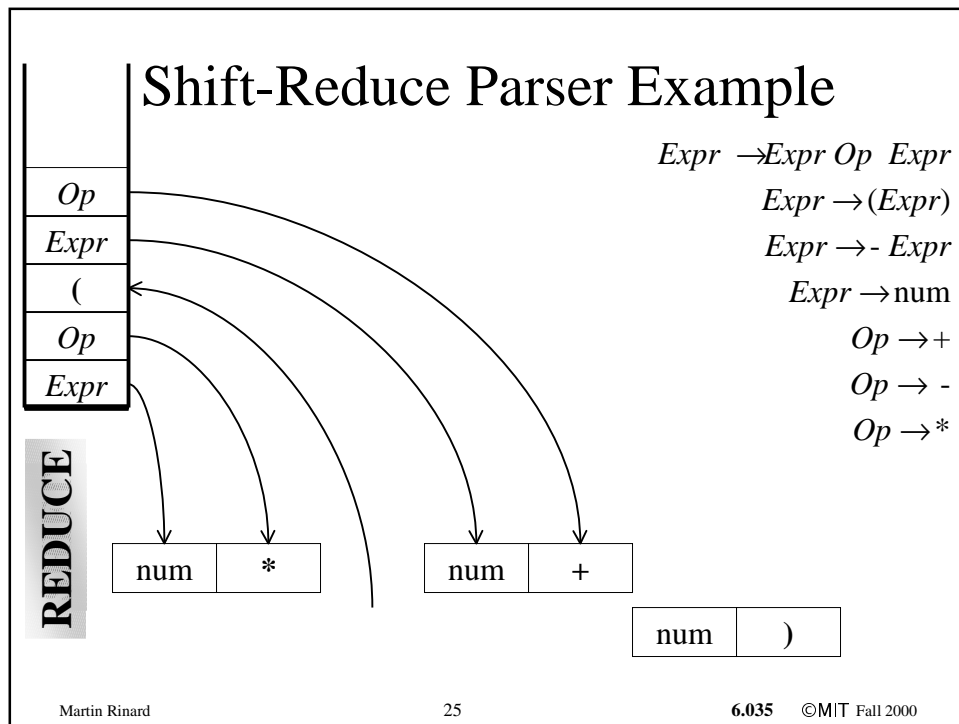 Shift-Reduce Parser Example
Expr → Expr Op Expr
Expr → (Expr)
Expr → - Expr
Expr → num
Op → +
Op → -
Op → *
Op
Expr
(
Op
Expr
REDUCE
num *
num +
num )
Martin Rinard 25 6.035 ©MIT Fall 2000